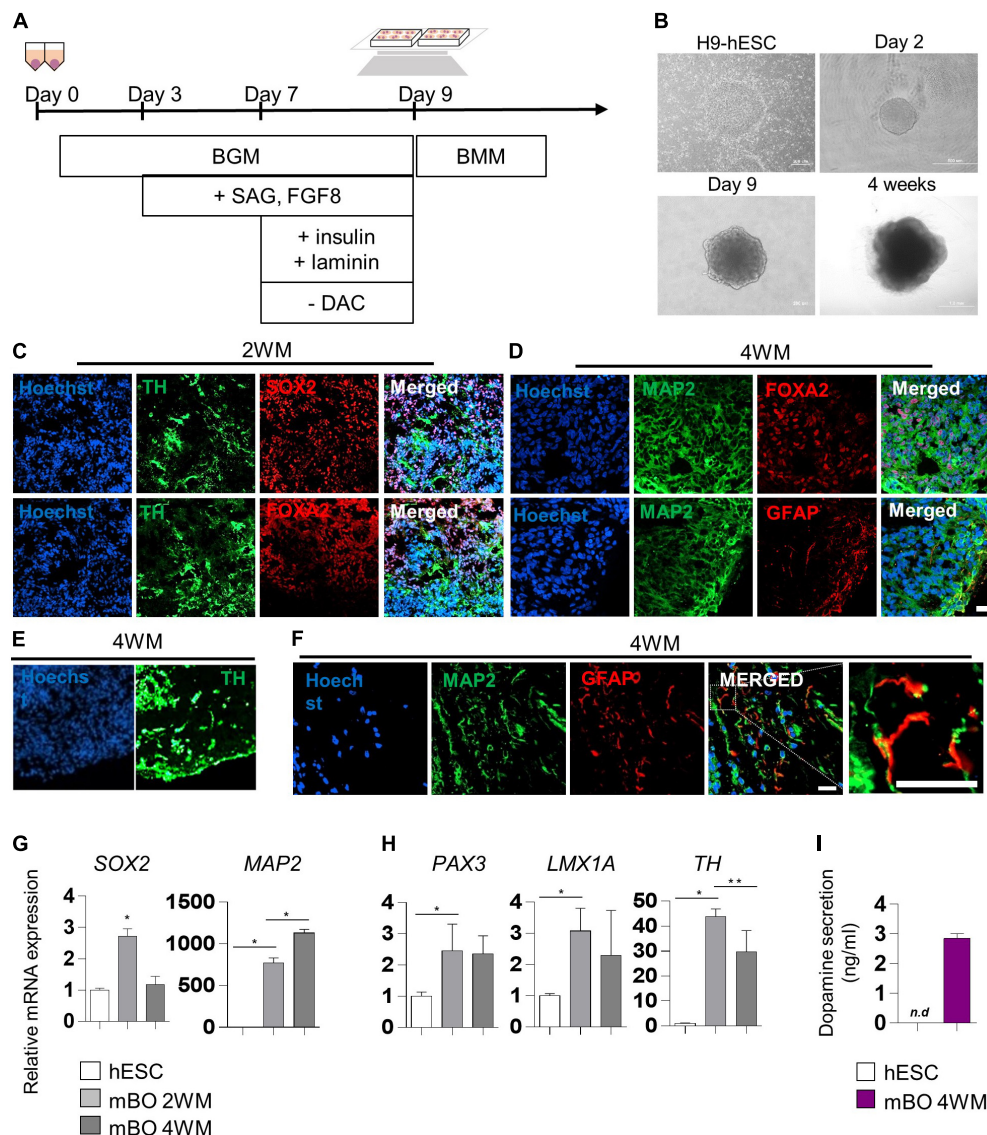 A
Day 0
Day 3
Day 7
Day 9
BGM
BMM
+ SAG, FGF8
+ insulin
+ laminin
- DAC
B
H9-hESC
Day 2
Day 9
4 weeks
C
2WM
Hoechst
TH
SOX2
Merged
Hoechst
TH
FOXA2
Merged
D
4WM
Hoechst
MAP2
FOXA2
Merged
Hoechst
MAP2
GFAP
Merged
E
4WM
Hoechs
TH
F
4WM
Hoech
st
MAP2
GFAP
MERGED
G
SOX2
MAP2
Relative mRNA expression
4
3
2
1
0
*
1500
1000
500
0
*
*
hESC
mBO 2WM
mBO 4WM
H
PAX3
LMX1A
TH
4
3
2
1
0
*
4
3
2
1
0
*
50
40
30
20
10
0
*
**
I
Dopamine secretion
(ng/ml)
4
3
2
1
0
n.d
hESC
mBO 4WM